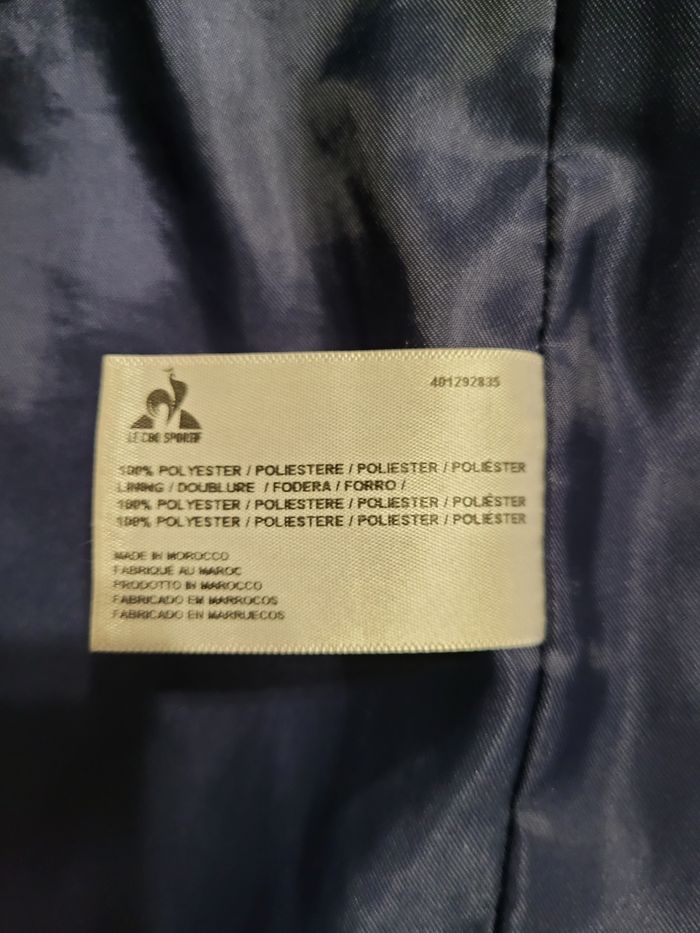 401292835
LE COQ SPORTIF
100% POLYESTER / POLIESTERE / POLIESTER / POLIÉSTER
LINING / DOUBLURE / FODERA / FORRO /
100% POLYESTER / POLIESTERE / POLIESTER / POLIÉSTER
100% POLYESTER / POLIESTERE / POLIESTER / POLIÉSTER
MADE IN MOROCCO
FABRIQUÉ AU MAROC
PRODOTTO IN MAROCCO
FABRICADO EM MARROCOS
FABRICADO EN MARRUECOS